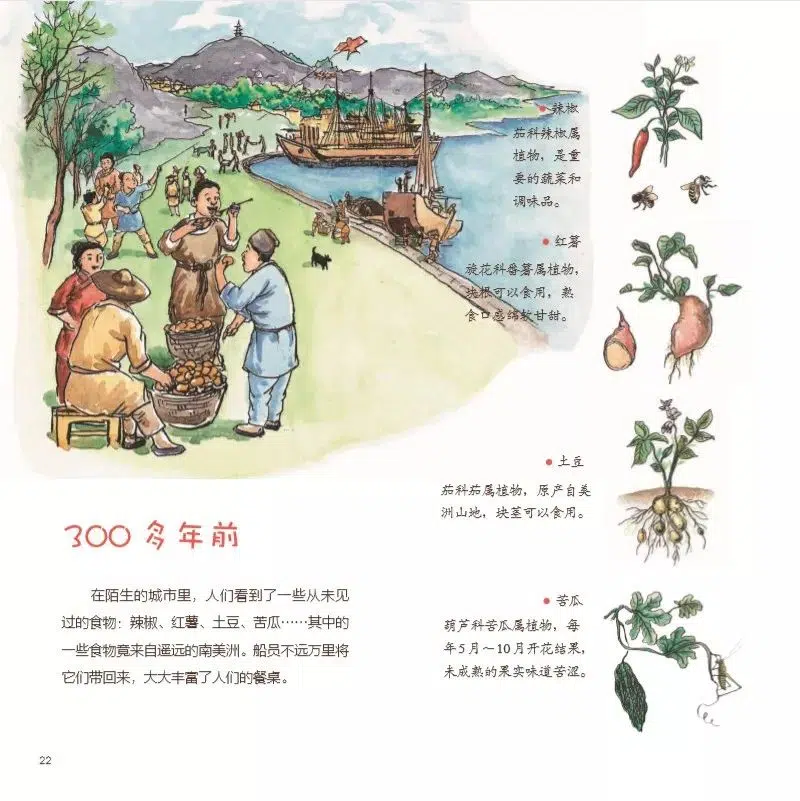 辣椒
茄科辣椒属
植物，是重
要的蔬菜和
调味品。
红薯
旋花科番薯属植物，
块根可以食用，熟
食口感绵软甘甜。
土豆
茄科茄属植物，原产自美
洲山地，块茎可以食用。
300多年前
在陌生的城市里，人们看到了一些从未见
过的食物：辣椒、红薯、土豆、苦瓜……其中的
一些食物竟来自遥远的南美洲。船员不远万里将
它们带回来，大大丰富了人们的餐桌。
苦瓜
葫芦科苦瓜属植物，每
年5月～10月开花结果，
未成熟的果实味道苦涩。
22